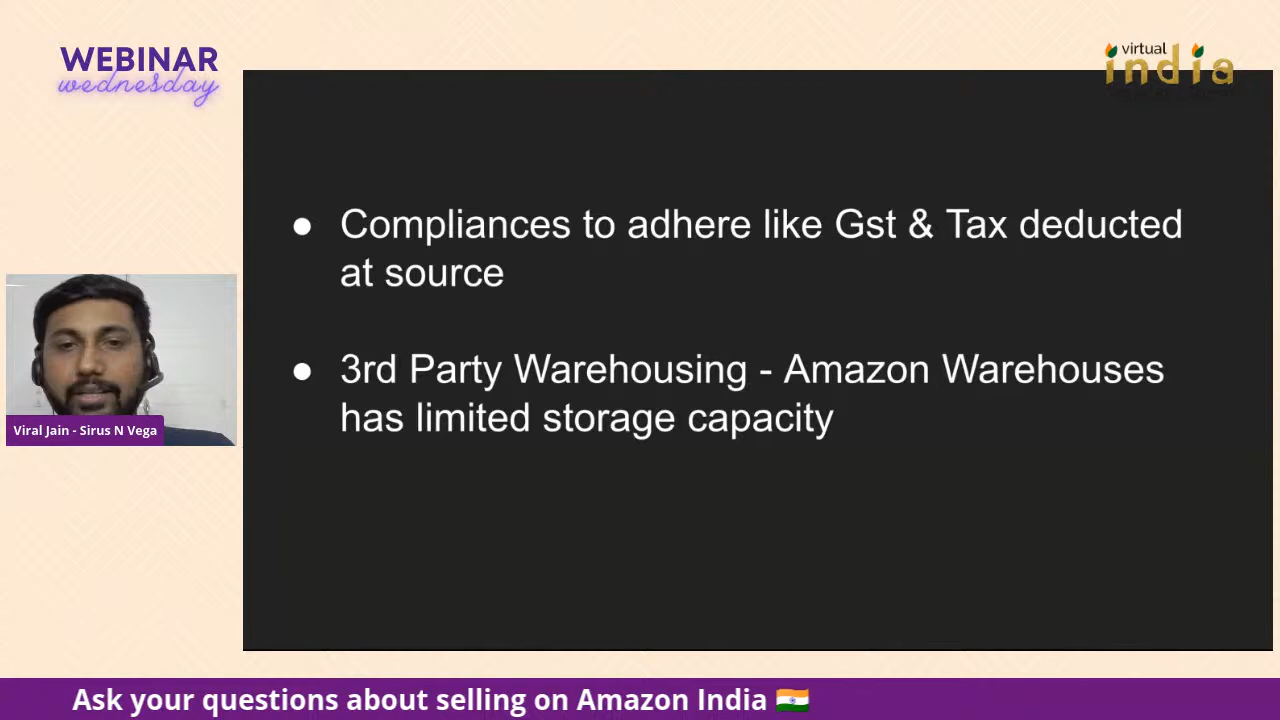 WEBINAR
wednesday
virtual
india
● Compliances to adhere like Gst & Tax deducted
at source
● 3rd Party Warehousing - Amazon Warehouses
has limited storage capacity
Viral Jain - Sirus N Vega
Ask your questions about selling on Amazon India 🇮🇳